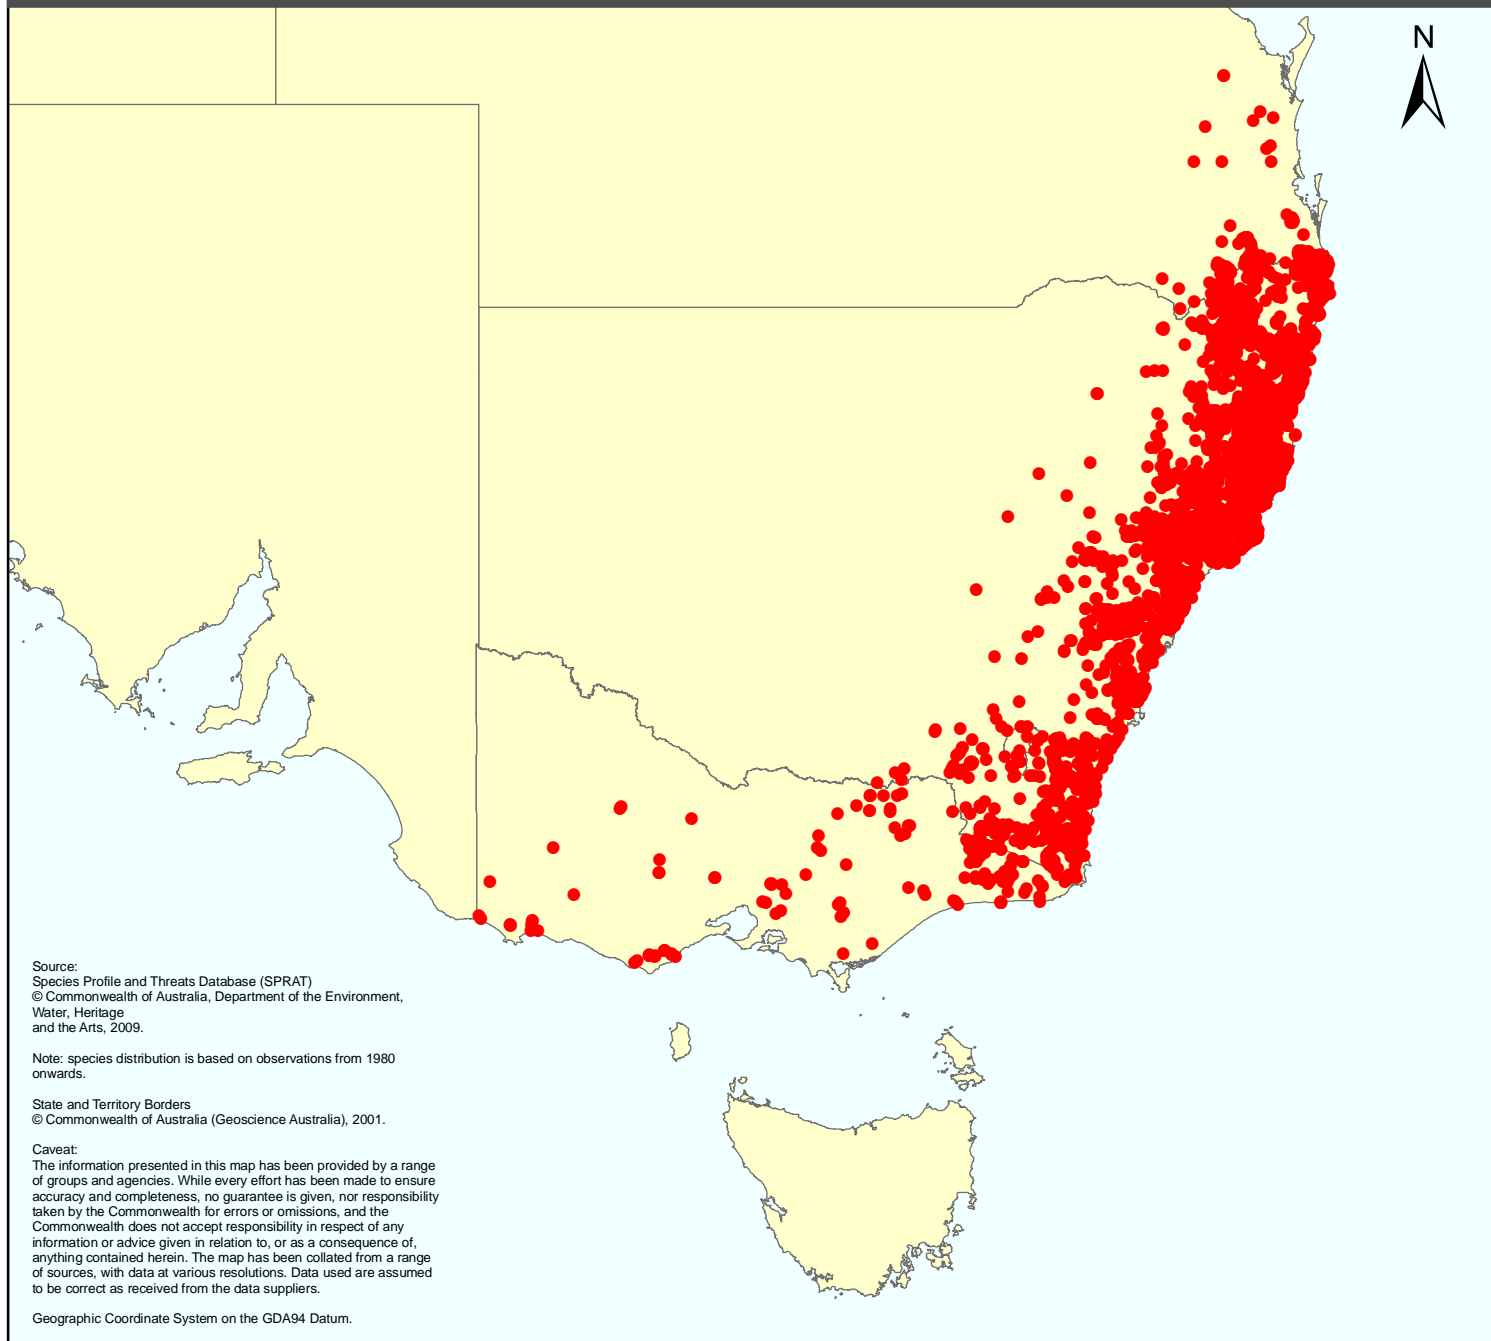 N
Source:
Species Profile and Threats Database (SPRAT)
© Commonwealth of Australia, Department of the Environment,
Water, Heritage
and the Arts, 2009.
Note: species distribution is based on observations from 1980
onwards.
State and Territory Borders
© Commonwealth of Australia (Geoscience Australia), 2001.
Caveat:
The information presented in this map has been provided by a range
of groups and agencies. While every effort has been made to ensure
accuracy and completeness, no guarantee is given, nor responsibility
taken by the Commonwealth for errors or omissions, and the
Commonwealth does not accept responsibility in respect of any
information or advice given in relation to, or as a consequence of,
anything contained herein. The map has been collated from a range
of sources, with data at various resolutions. Data used are assumed
to be correct as received from the data suppliers.
Geographic Coordinate System on the GDA94 Datum.